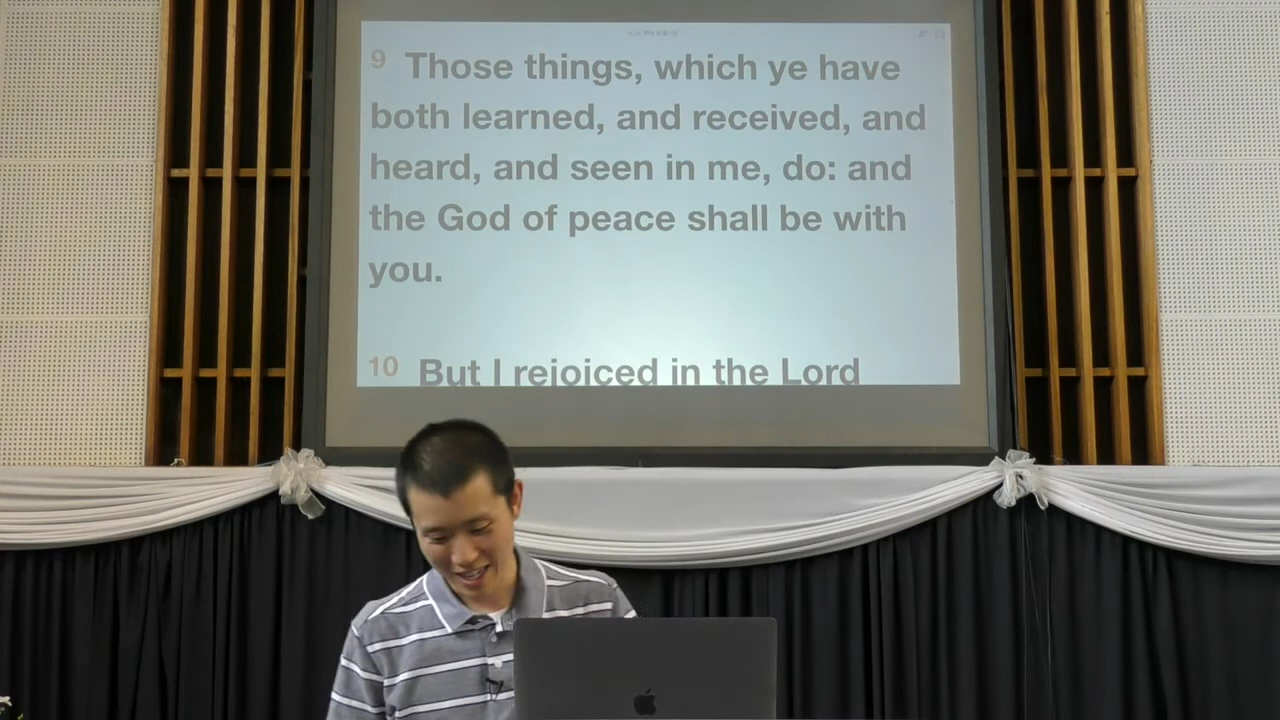 9 Those things, which ye have
both learned, and received, and
heard, and seen in me, do: and
the God of peace shall be with
you.
10 But I rejoiced in the Lord